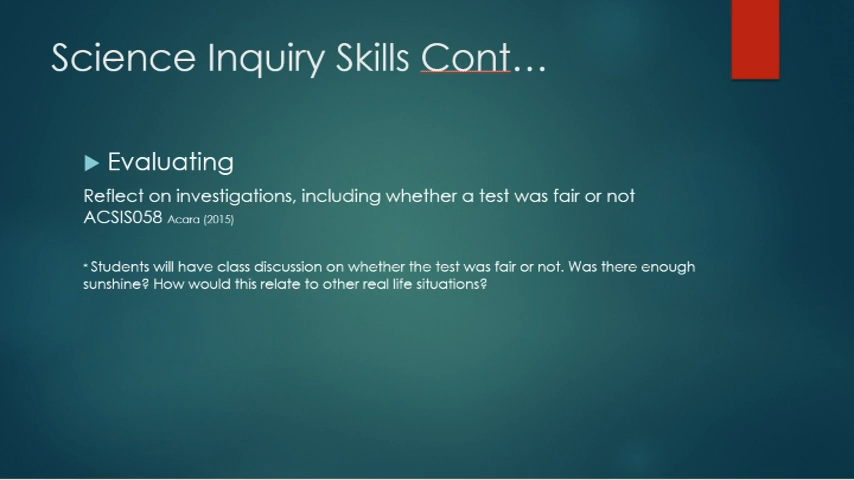 Science Inquiry Skills Cont…
Evaluating
Reflect on investigations, including whether a test was fair or not
ACSIS058 Acara (2015)
* Students will have class discussion on whether the test was fair or not. Was there enough
sunshine? How would this relate to other real life situations?